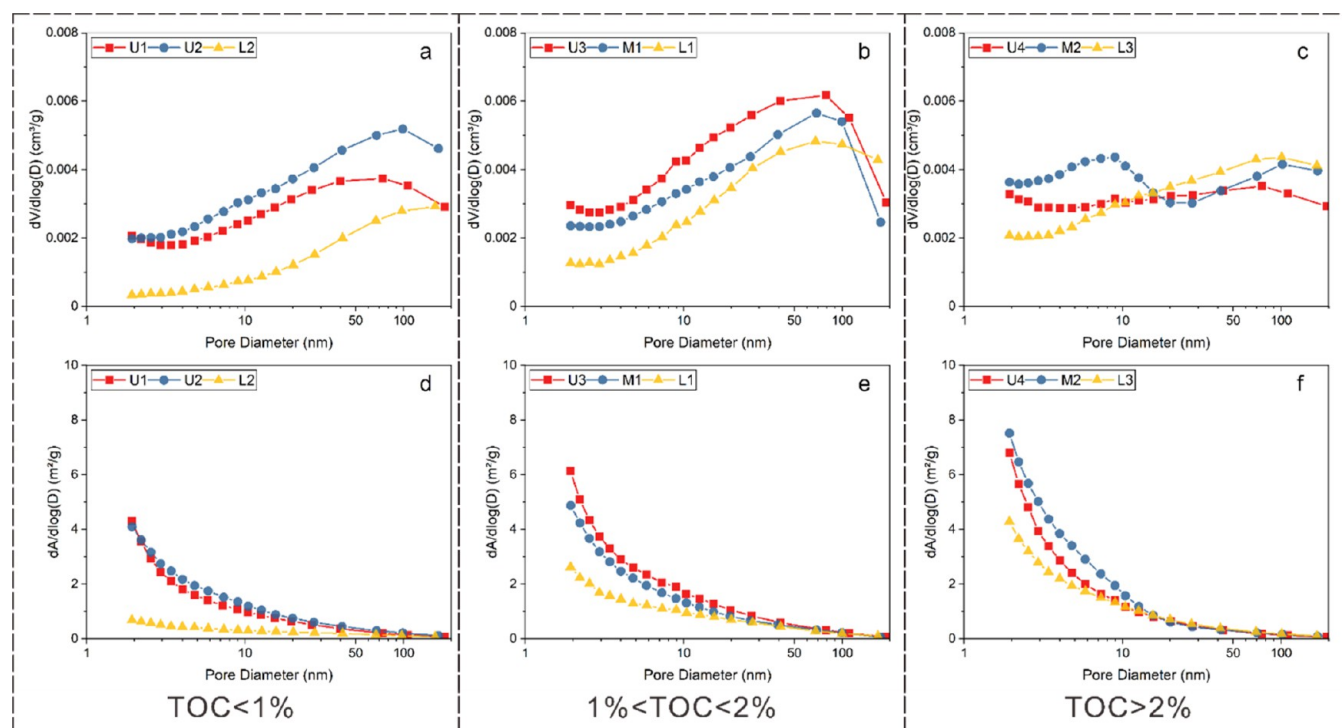 U1 U2 L2
a
0.008
0.006
0.004
0.002
0
dV/dlog(D) (cm³/g)
1
10
50
100
Pore Diameter (nm)
U3 M1 L1
b
0.008
0.006
0.004
0.002
0
dV/dlog(D) (cm³/g)
1
10
50
100
Pore Diameter (nm)
U4 M2 L3
c
0.008
0.006
0.004
0.002
0
dV/dlog(D) (cm³/g)
1
10
50
100
Pore Diameter (nm)
U1 U2 L2
d
10
8
6
4
2
0
dA/dlog(D) (m²/g)
1
10
50
100
Pore Diameter (nm)
U3 M1 L1
e
10
8
6
4
2
0
dA/dlog(D) (m²/g)
1
10
50
100
Pore Diameter (nm)
U4 M2 L3
f
10
8
6
4
2
0
dA/dlog(D) (m²/g)
1
10
50
100
Pore Diameter (nm)
TOC<1%
1%<TOC<2%
TOC>2%